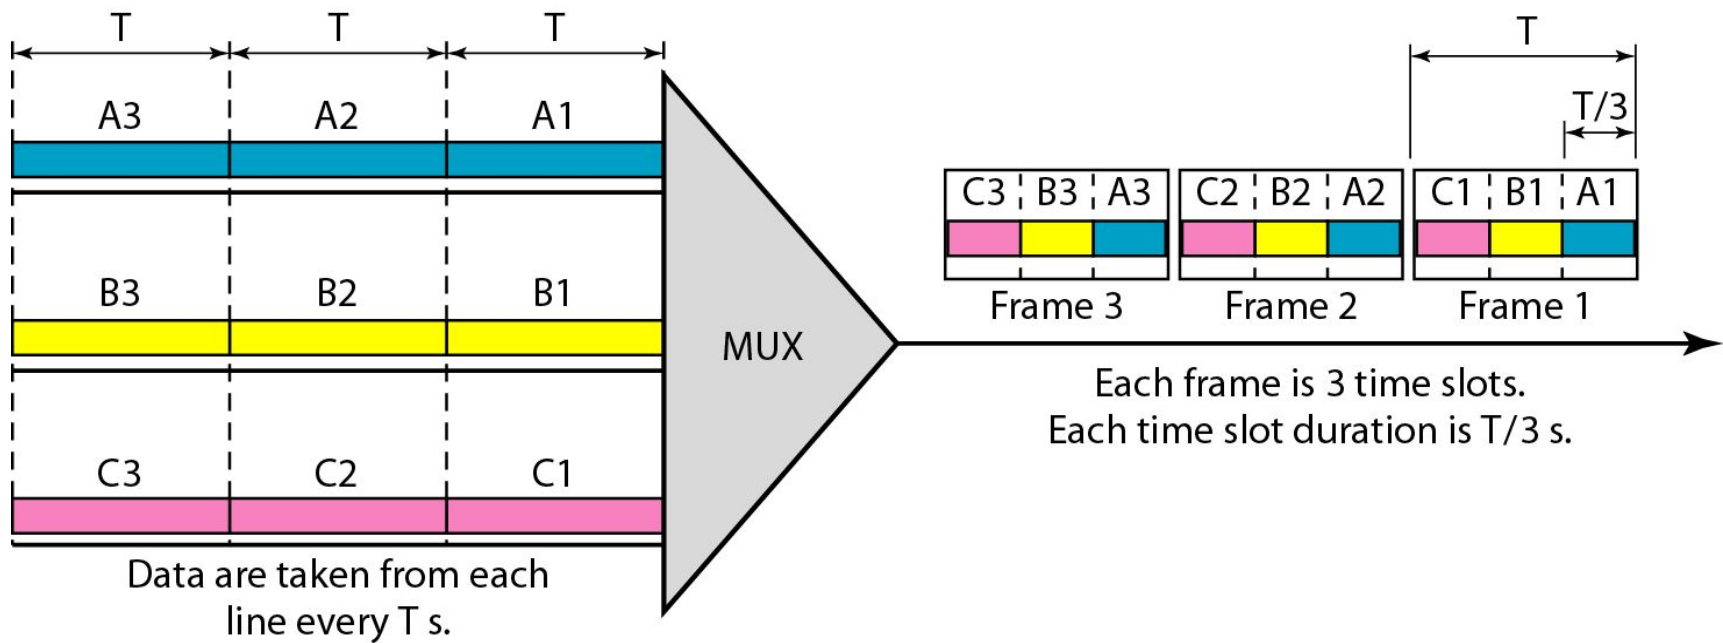 T T T
T
T/3
A3 A2 A1
C3 B3 A3 C2 B2 A2 C1 B1 A1
B3 B2 B1
Frame 3 Frame 2 Frame 1
MUX
Each frame is 3 time slots.
Each time slot duration is T/3 s.
C3 C2 C1
Data are taken from each
line every T s.